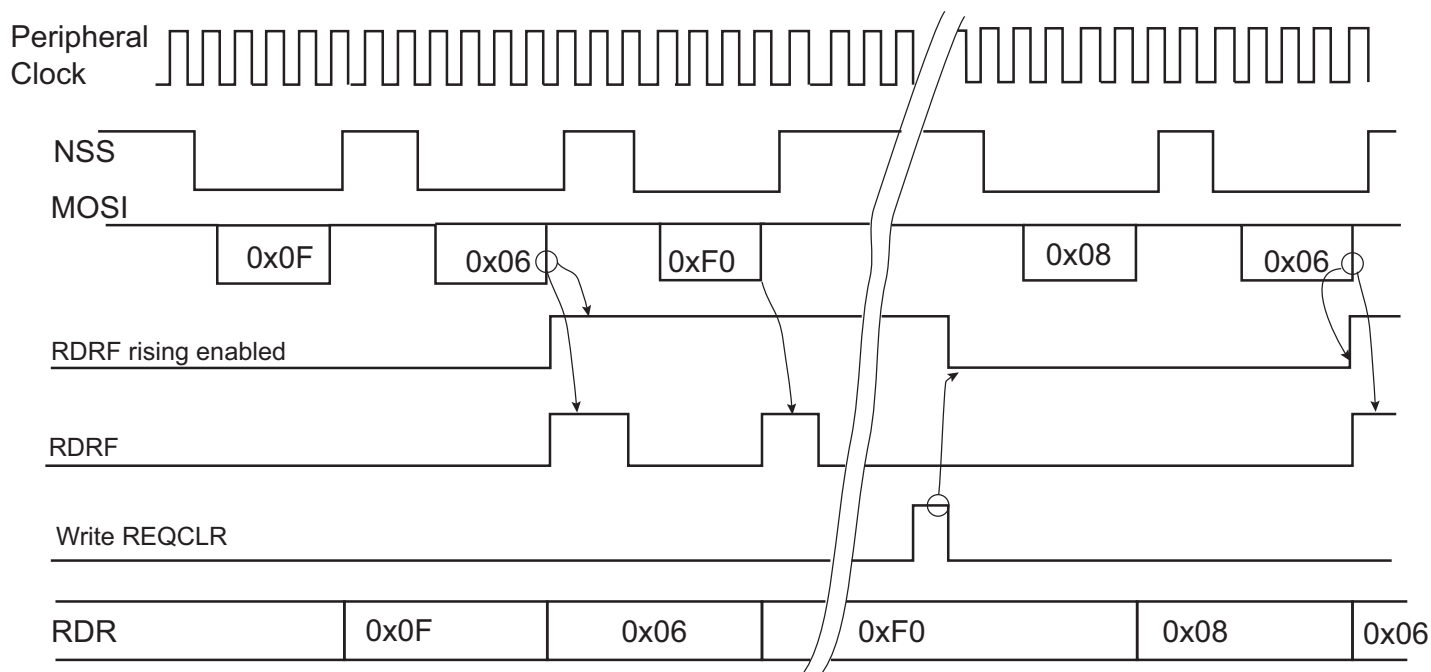 Peripheral
Clock
NSS
MOSI
0x0F 0x06 0xF0 0x08 0x06
RDRF rising enabled
RDRF
Write REQCLR
RDR 0x0F 0x06 0xF0 0x08 0x06